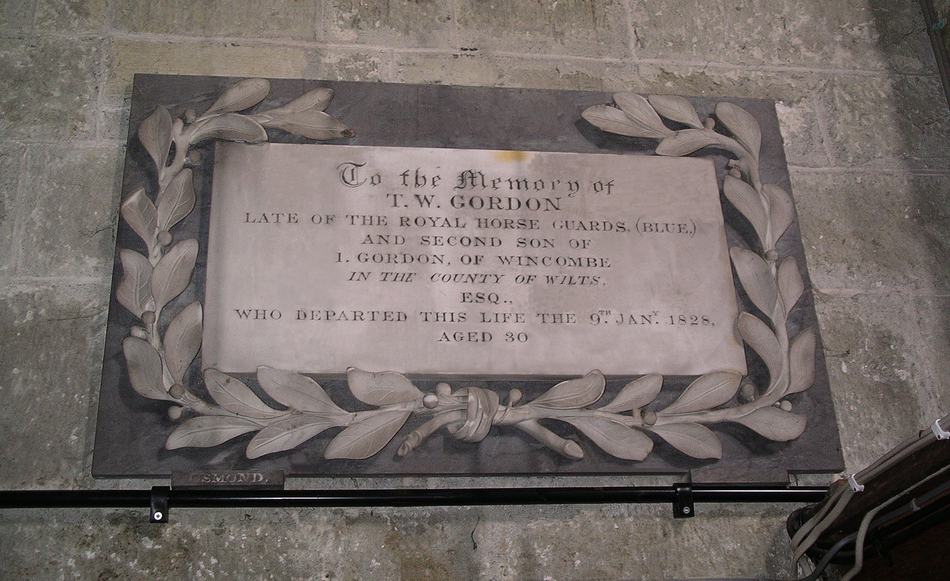 To the Memory of
T. W. GORDON
LATE OF THE ROYAL HORSE GUARDS, (BLUE,)
AND SECOND SON OF
I. GORDON, OF WINCOMBE
IN THE COUNTY OF WILTS,
ESQ.,
WHO DEPARTED THIS LIFE THE 9TH. JANY. 1828,
AGED 30
OSMUND.